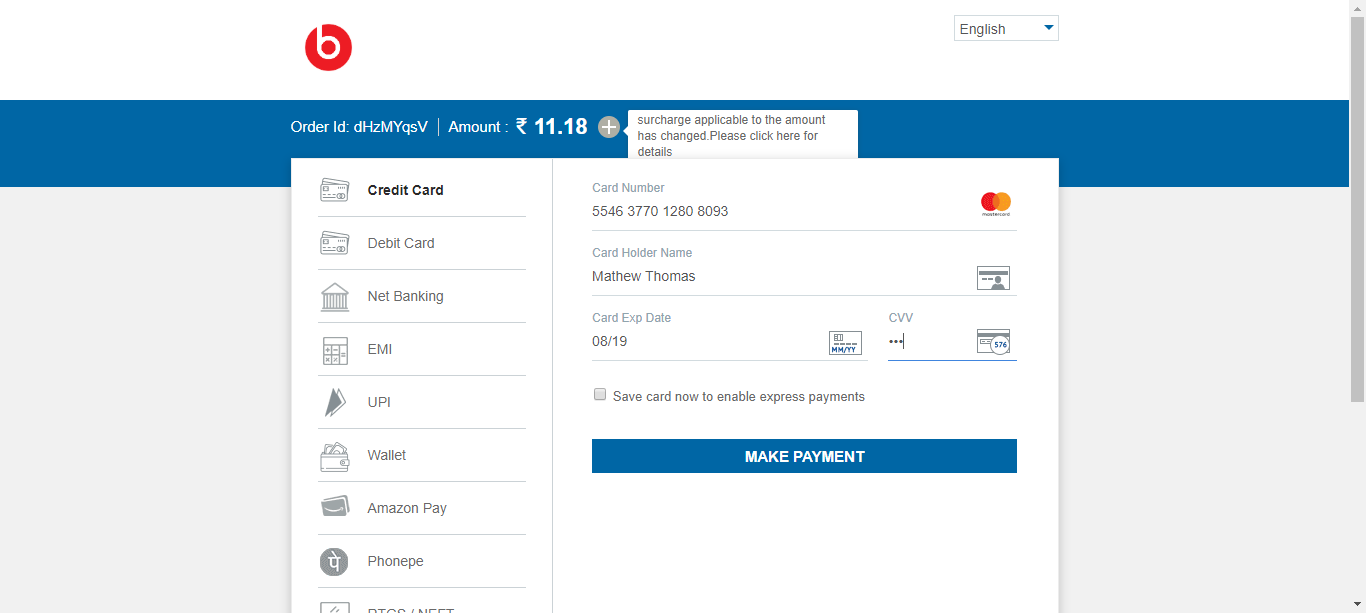 b
English
Order Id: dHzMYqsV | Amount : ₹ 11.18
surcharge applicable to the amount
has changed.Please click here for
details
Credit Card
Debit Card
Net Banking
EMI
UPI
Wallet
Amazon Pay
Phonepe
RTGS / NEFT
Card Number
5546 3770 1280 8093
mastercard
Card Holder Name
Mathew Thomas
Card Exp Date
08/19
MM/YY
CVV
•••
576
Save card now to enable express payments
MAKE PAYMENT